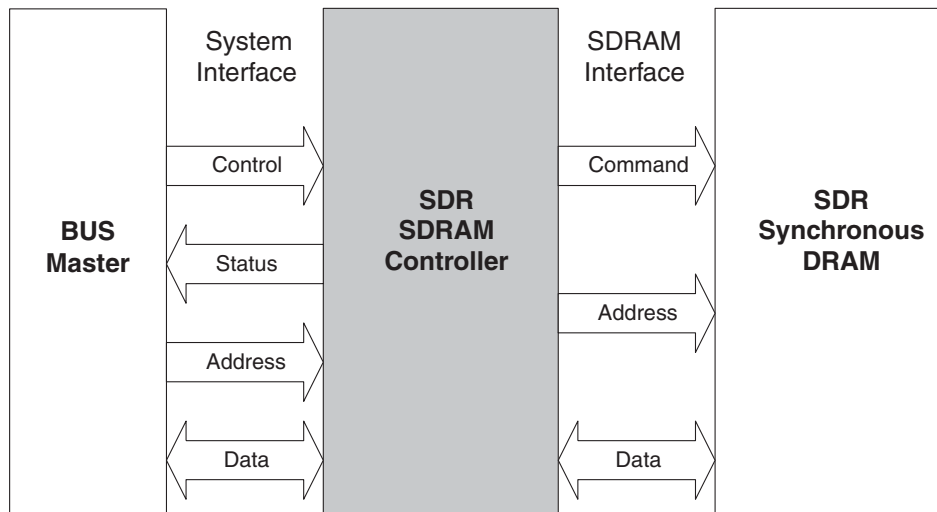 System
Interface
SDRAM
Interface
Control
Command
SDR
SDRAM
Controller
SDR
Synchronous
DRAM
BUS
Master
Status
Address
Address
Data
Data